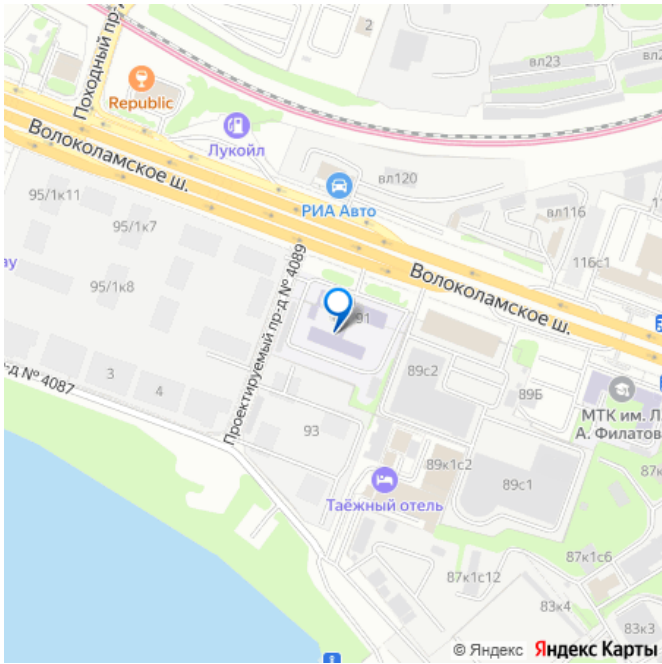 2
вл23
Походный пр-д
Republic
Лукойл
Волоколамское ш.
вл120
95/1к11
РИА Авто
вл116
95/1к7
116с1
Проектируемый пр-д № 4089
Волоколамское ш.
95/1к8
91
89с2
3
4
89Б
МТК им. Л.
А. Филатов
93
89к1с2
89с1
Таёжный отель
87к1с6
87к1с12
83к4
83к3
© Яндекс Яндекс Карты